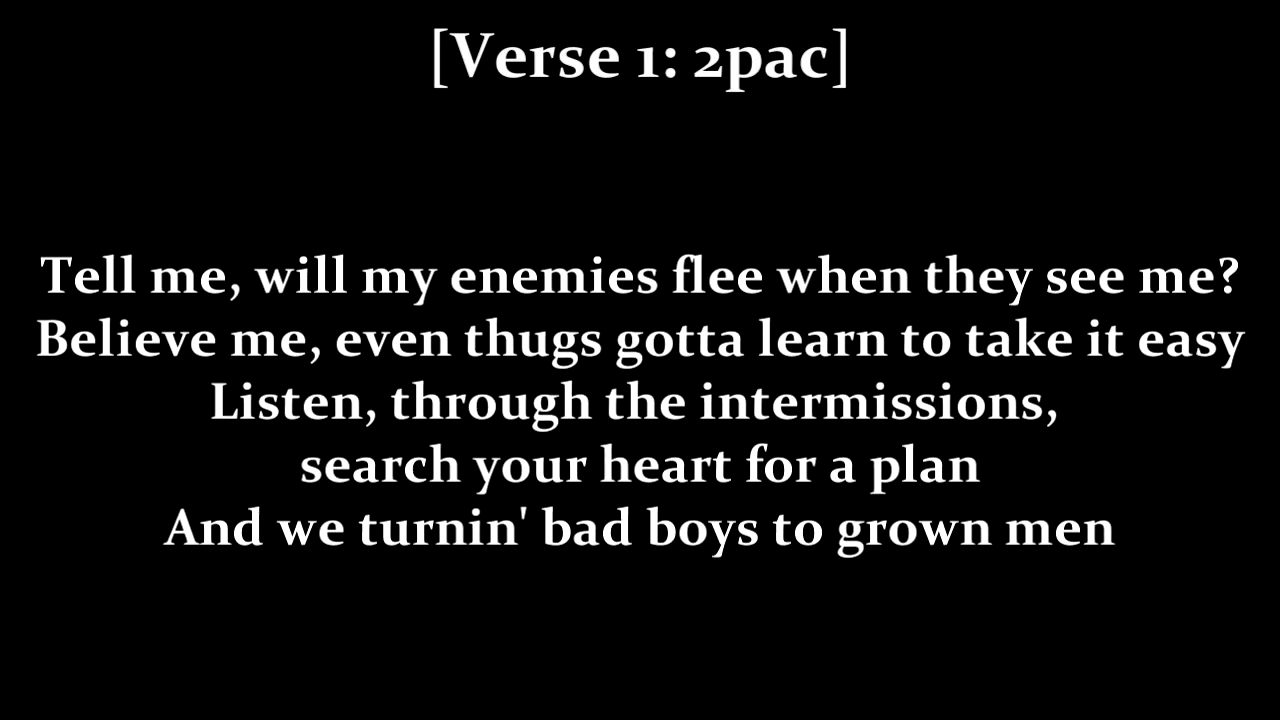 [Verse 1: 2pac]
Tell me, will my enemies flee when they see me?
Believe me, even thugs gotta learn to take it easy
Listen, through the intermissions,
search your heart for a plan
And we turnin' bad boys to grown men